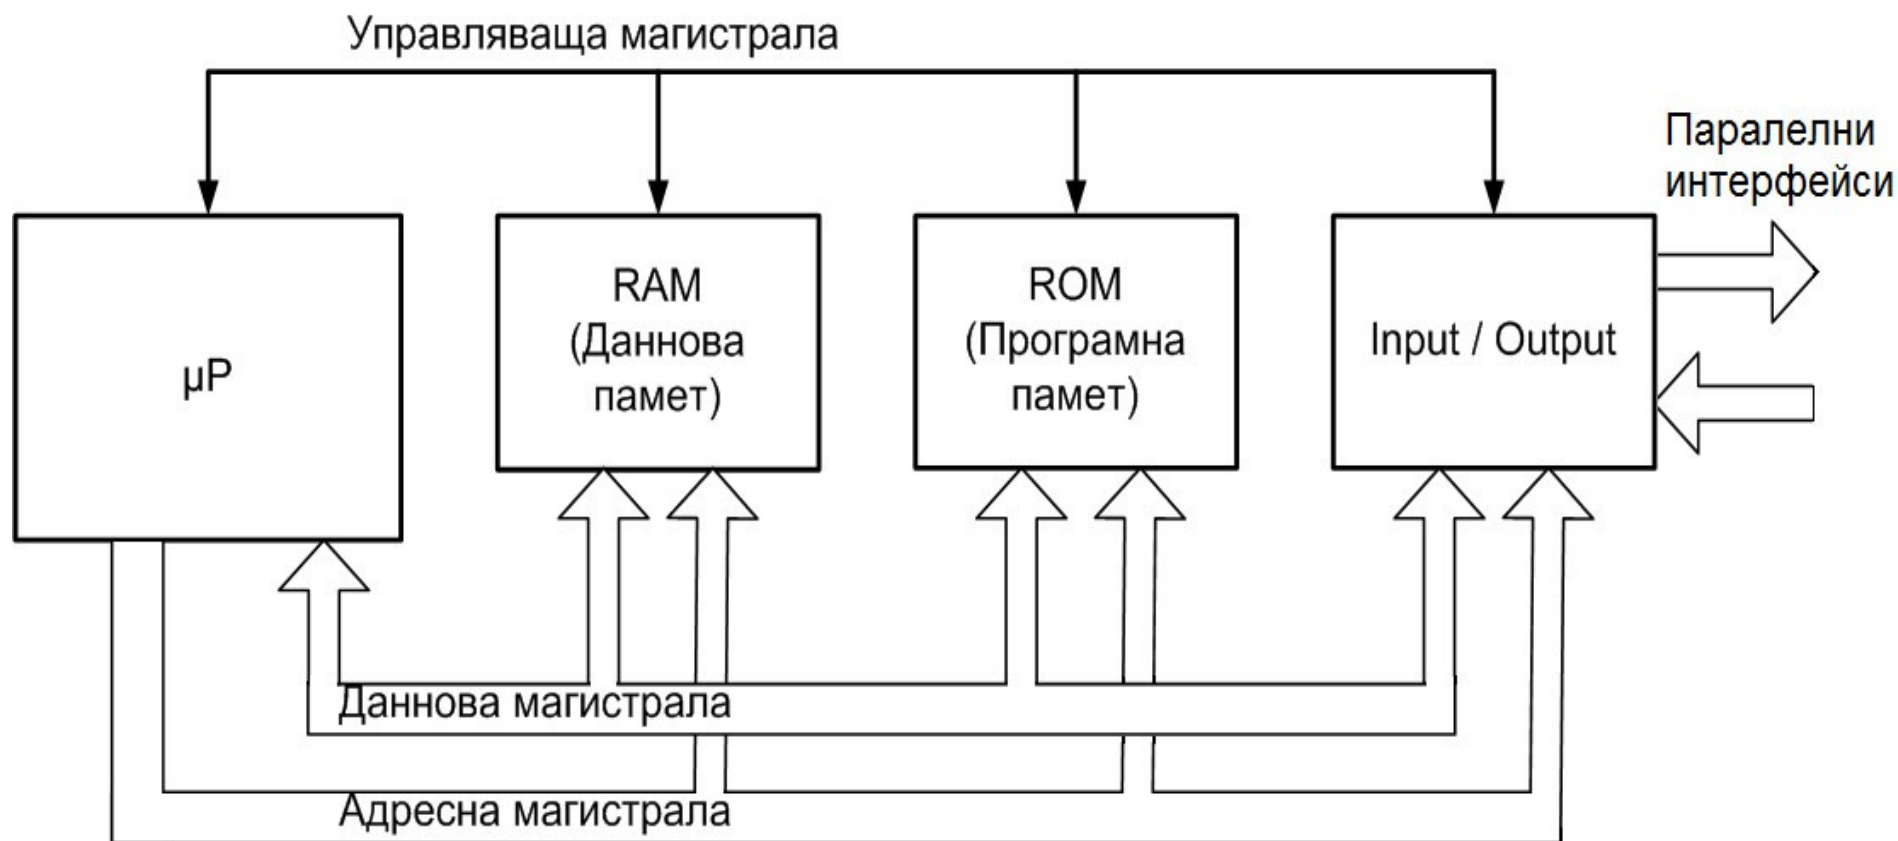 Управляваща магистрала
Паралелни
интерфейси
µP
RAM
(Даннова
памет)
ROM
(Програмна
памет)
Input / Output
Даннова магистрала
Адресна магистрала